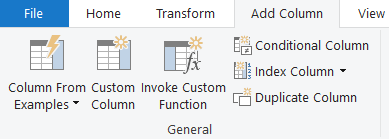 File Home Transform Add Column View
Column From Examples
Custom Column
Invoke Custom Function
Conditional Column
Index Column
Duplicate Column
General